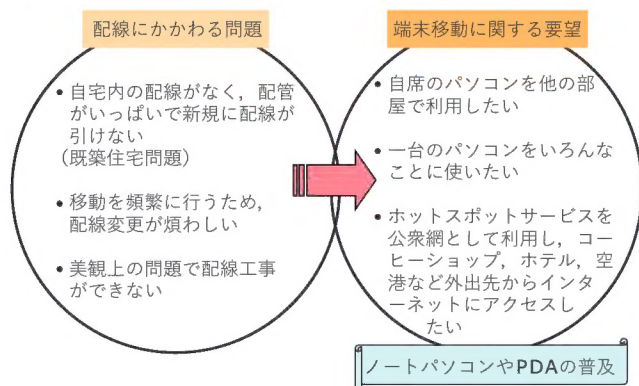 配線にかかわる問題
• 自宅内の配線がなく，配管
がいっぱいで新規に配線が
引けない
(既築住宅問題)
• 移動を頻繁に行うため，
配線変更が煩わしい
• 美観上の問題で配線工事
ができない
端末移動に関する要望
• 自席のパソコンを他の部
屋で利用したい
• 一台のパソコンをいろんな
ことに使いたい
• ホットスポットサービスを
公衆網として利用し，コー
ヒーショップ，ホテル，空
港など外出先からインタ
ーネットにアクセスし
たい
ノートパソコンやPDAの普及